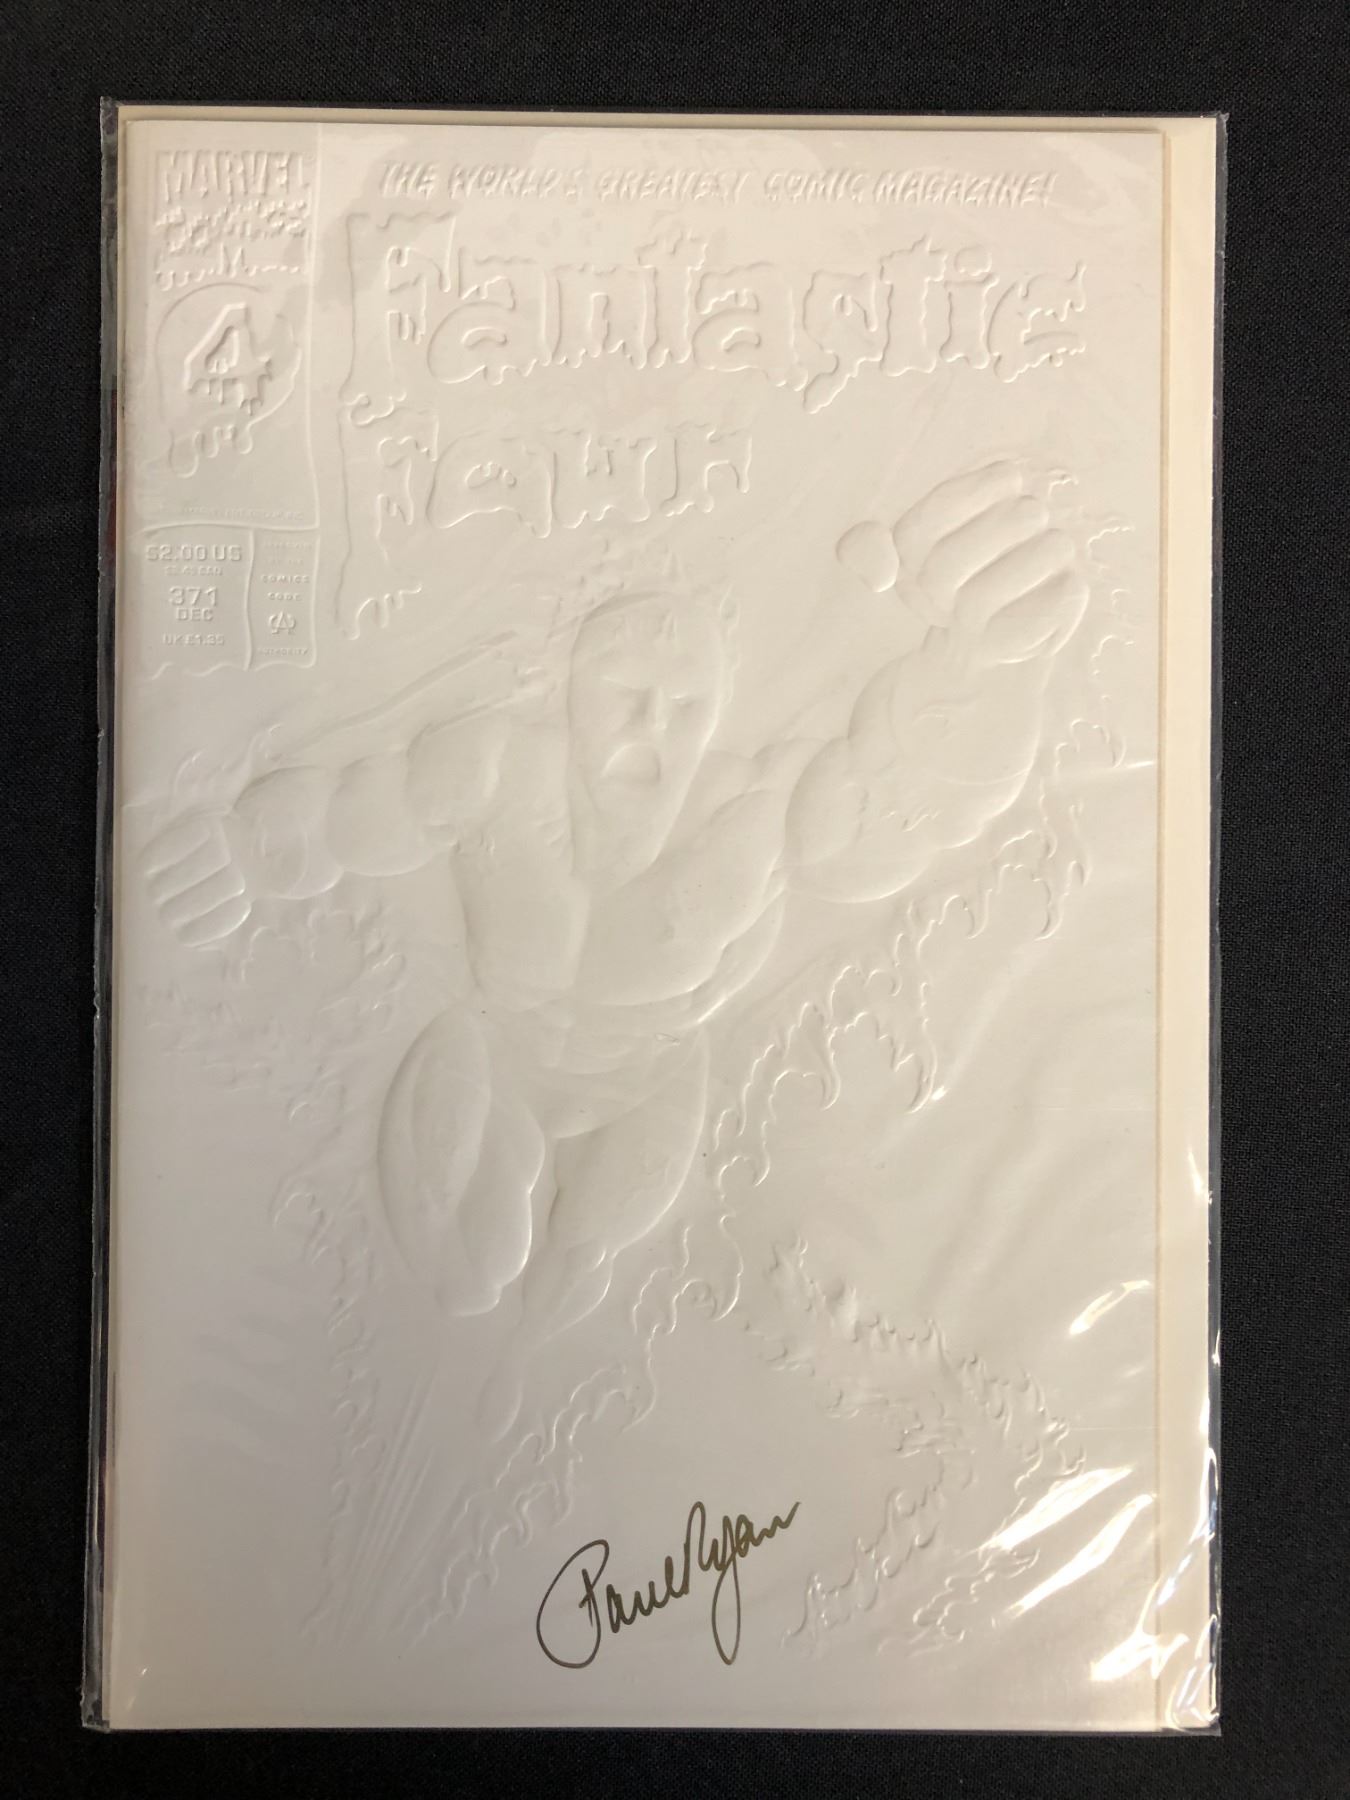 MARVEL
COMICS
THE WORLD'S GREATEST COMIC MAGAZINE!
4
Fantastic
Four
$2.00 US
371
DEC
UK £1.35
APPROVED
BY THE
COMICS
CODE
CA
AUTHORITY
Paul Ryan